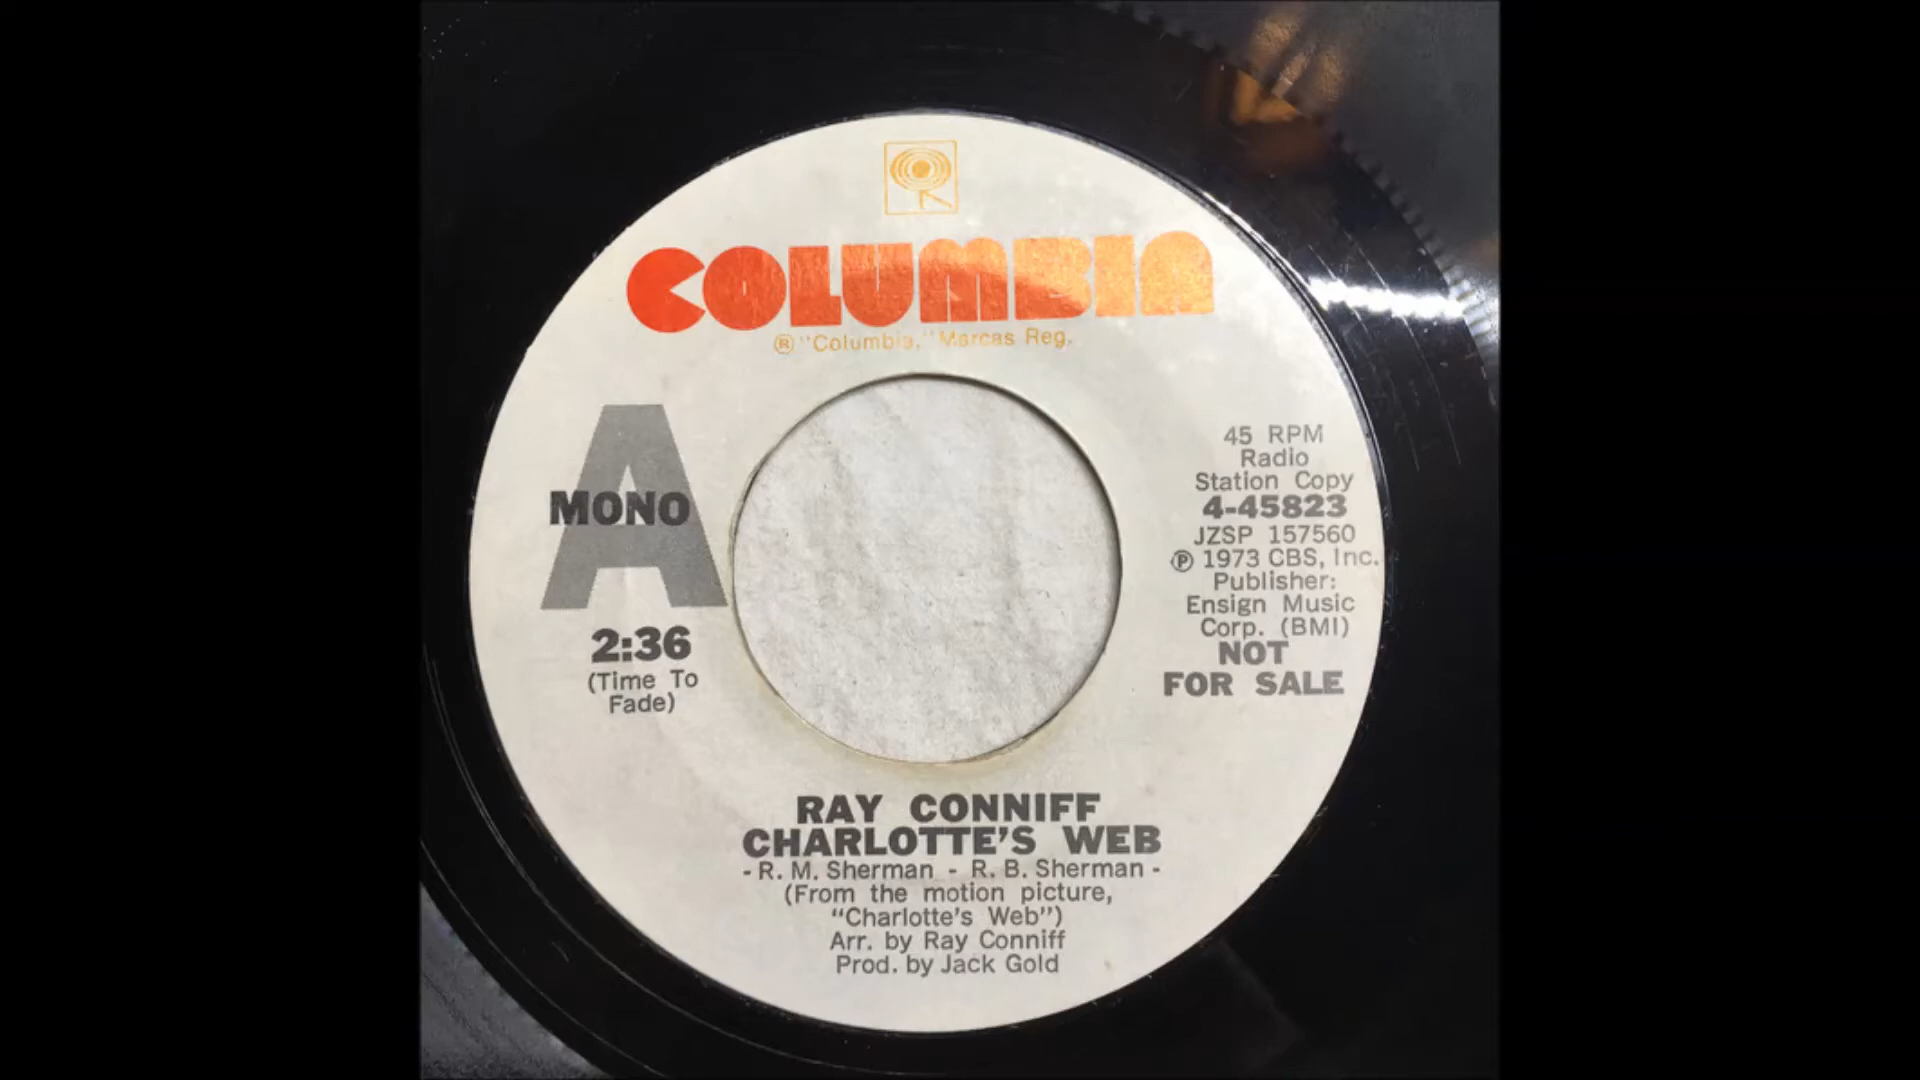 COLUMBIA
® "Columbia," Marcas Reg.
A
MONO
2:36
(Time To
Fade)
45 RPM
Radio
Station Copy
4-45823
JZSP 157560
Ⓟ 1973 CBS, Inc.
Publisher:
Ensign Music
Corp. (BMI)
NOT
FOR SALE
RAY CONNIFF
CHARLOTTE'S WEB
- R. M. Sherman - R. B. Sherman -
(From the motion picture,
"Charlotte's Web")
Arr. by Ray Conniff
Prod. by Jack Gold